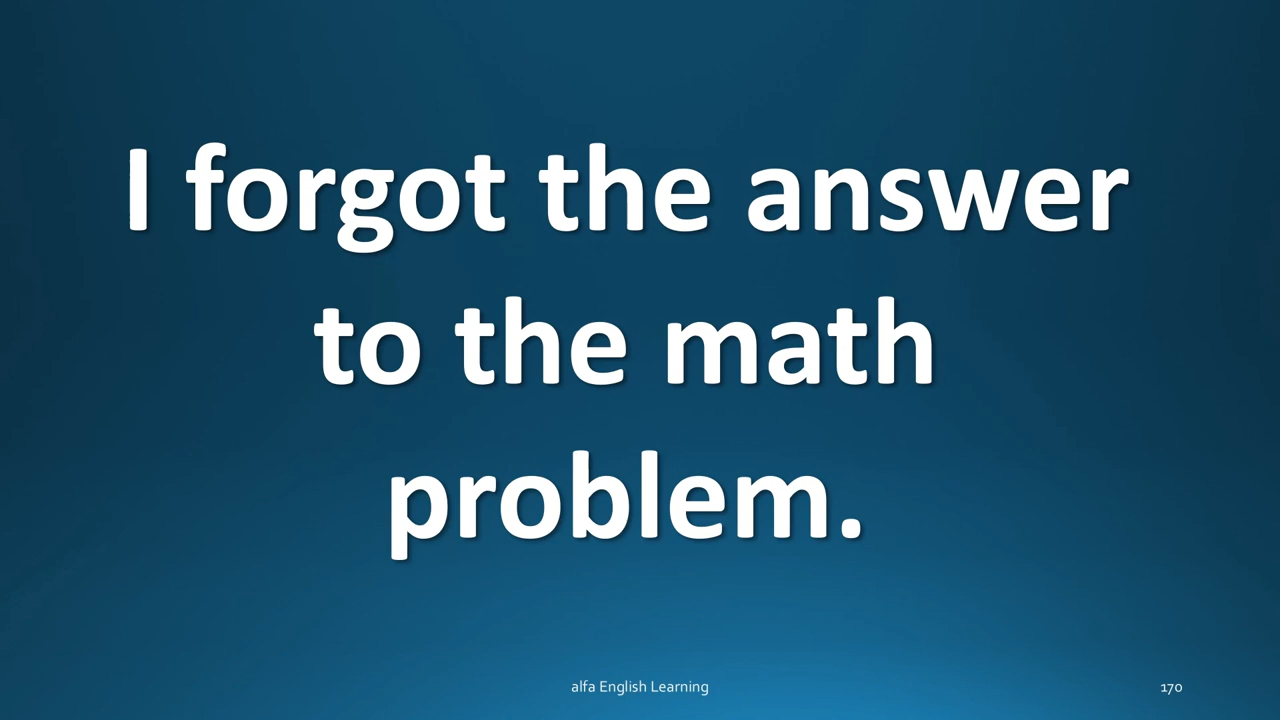 I forgot the answer
to the math
problem.
alfa English Learning
170